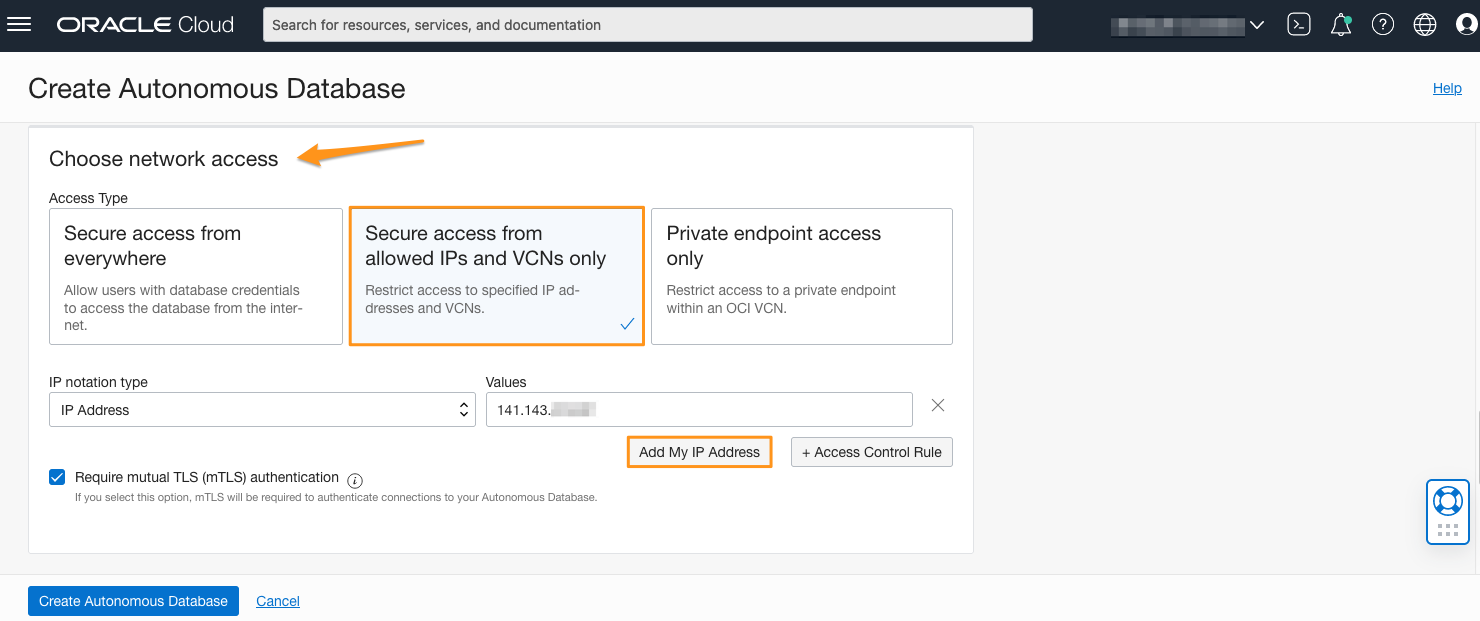 ORACLE Cloud
Search for resources, services, and documentation
Create Autonomous Database
Help
Choose network access
Access Type
Secure access from
everywhere
Allow users with database credentials
to access the database from the inter-
net.
Secure access from
allowed IPs and VCNs only
Restrict access to specified IP ad-
dresses and VCNs.
Private endpoint access
only
Restrict access to a private endpoint
within an OCI VCN.
IP notation type
Values
IP Address
141.143.
Add My IP Address
+ Access Control Rule
Require mutual TLS (mTLS) authentication
If you select this option, mTLS will be required to authenticate connections to your Autonomous Database.
Create Autonomous Database
Cancel